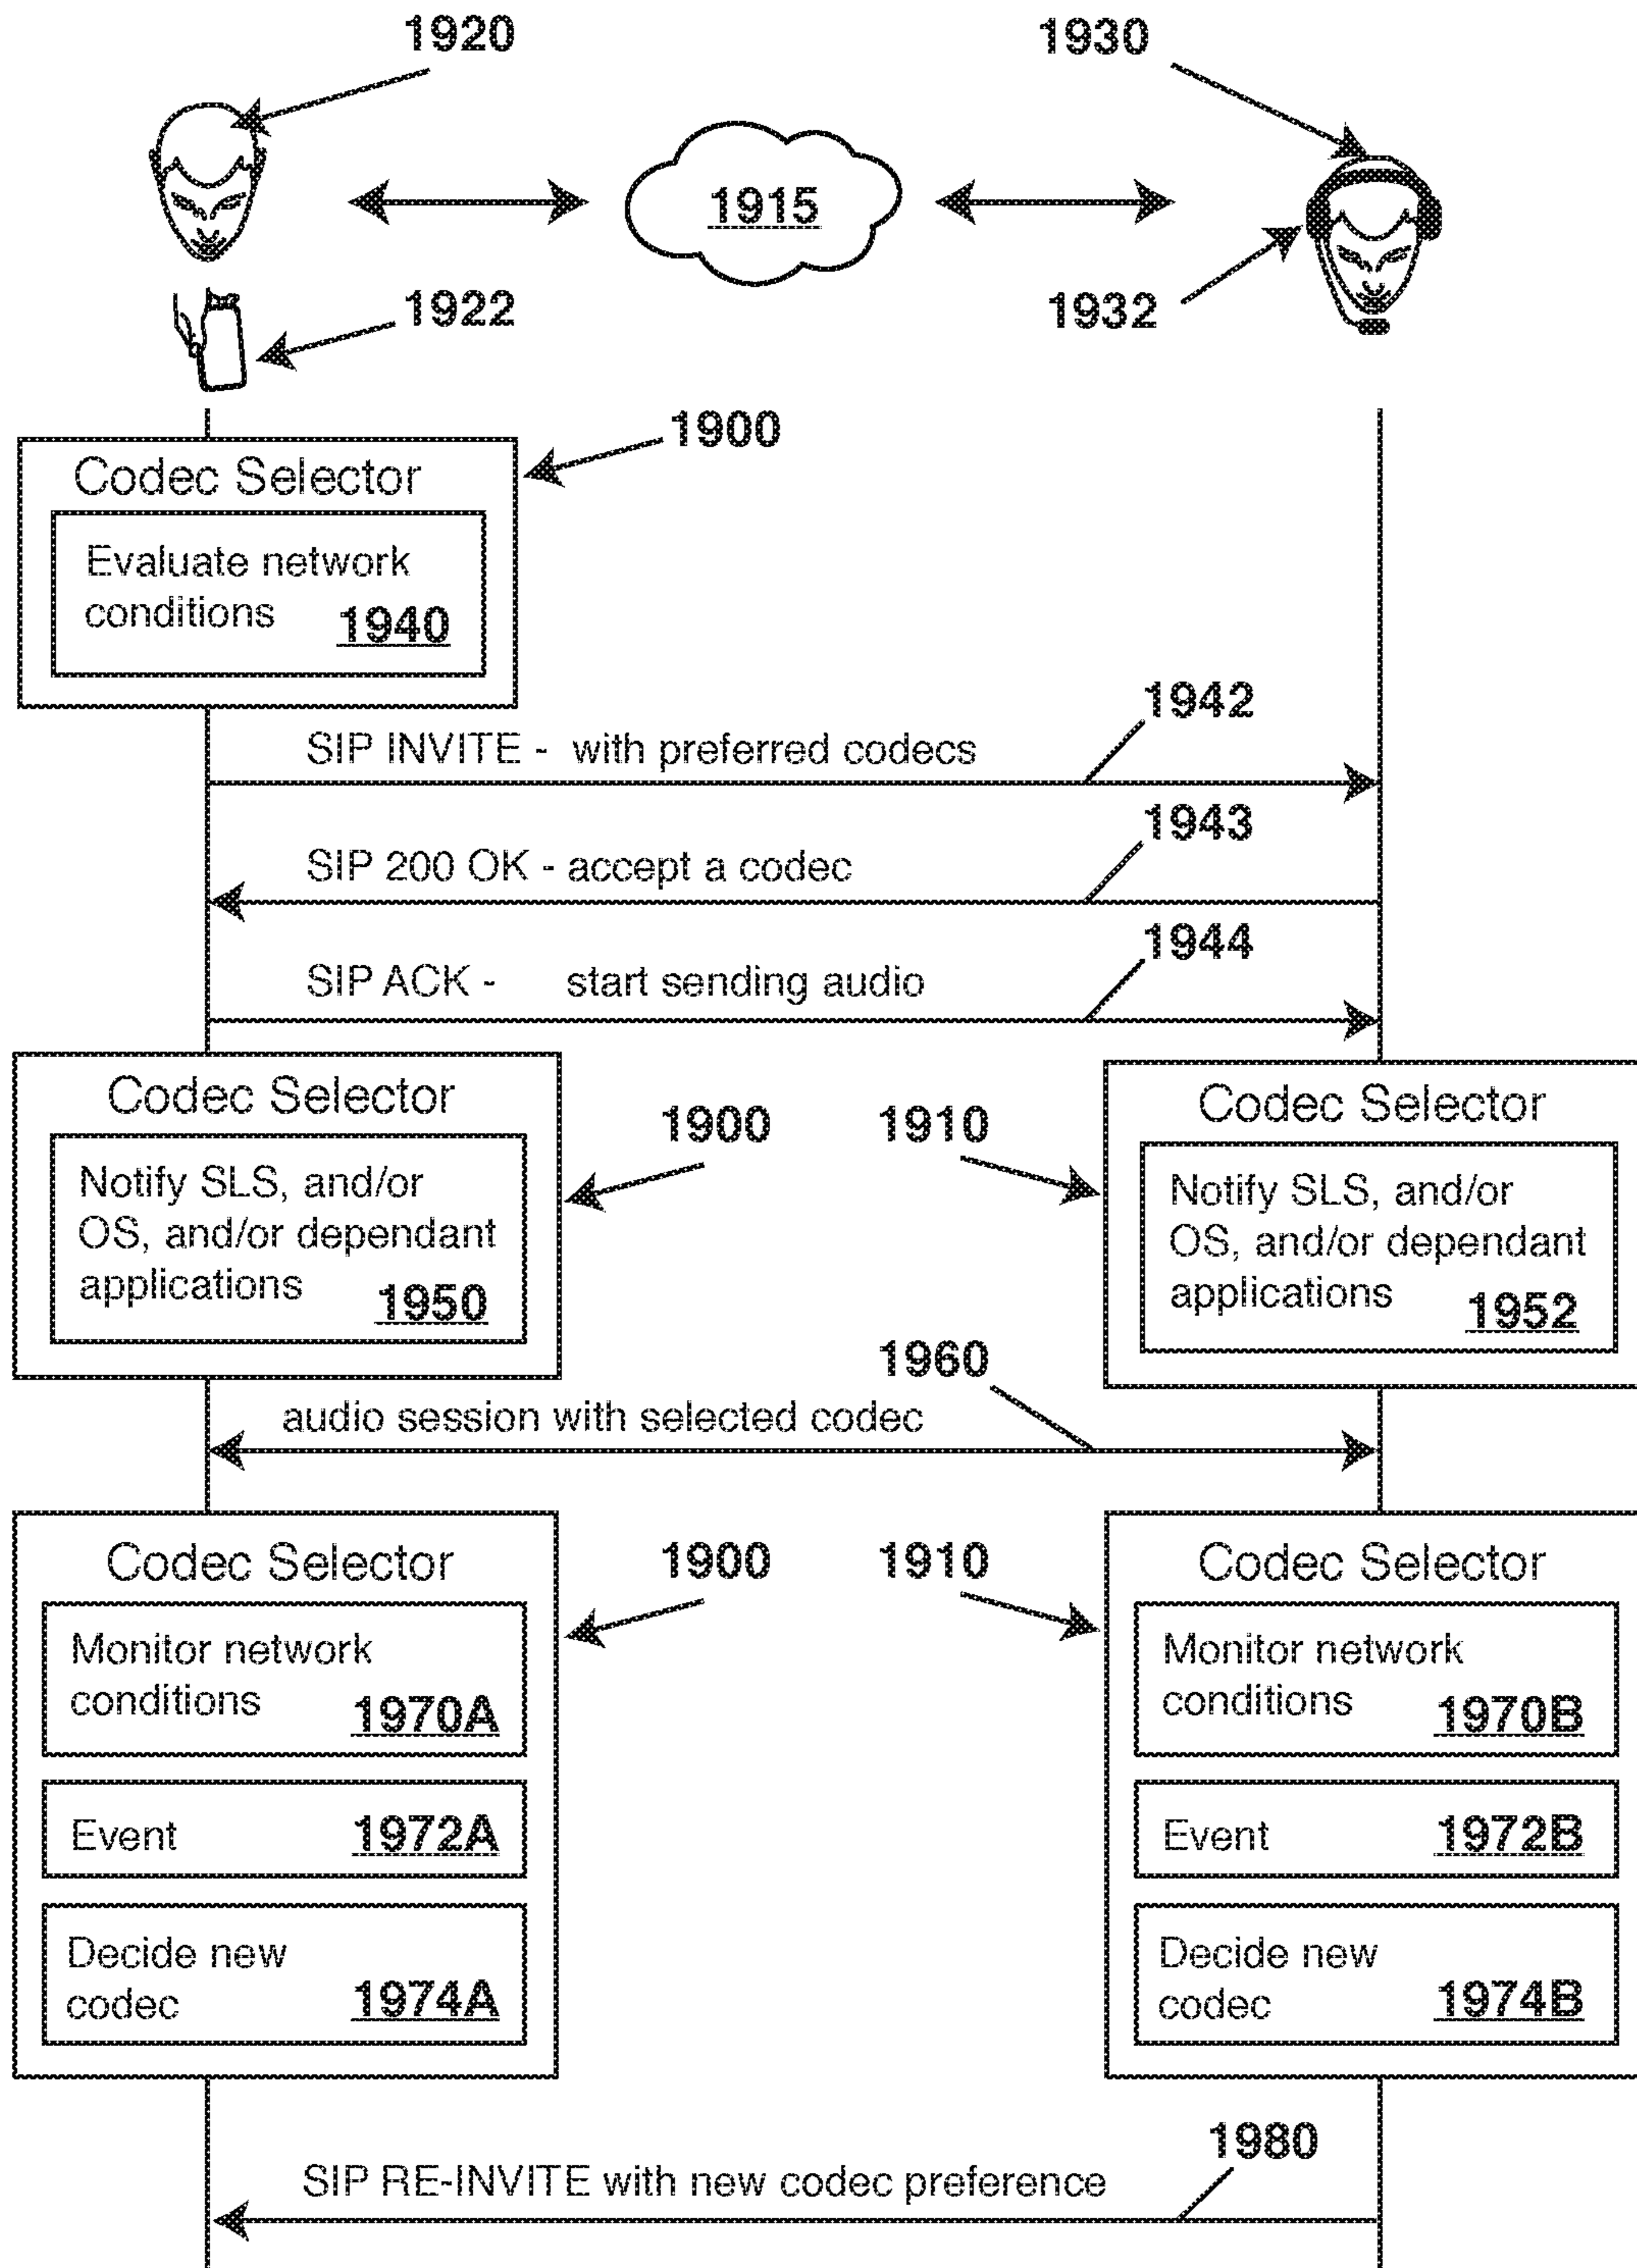 1920
1930
1915
1922
1932
1900
Codec Selector
Evaluate network
conditions 1940
1942
SIP INVITE - with preferred codecs
1943
SIP 200 OK - accept a codec
1944
SIP ACK - start sending audio
Codec Selector
Notify SLS, and/or
OS, and/or dependant
applications 1950
1900
1910
Codec Selector
Notify SLS, and/or
OS, and/or dependant
applications 1952
1960
audio session with selected codec
Codec Selector
Monitor network
conditions 1970A
Event 1972A
Decide new
codec 1974A
1900
1910
Codec Selector
Monitor network
conditions 1970B
Event 1972B
Decide new
codec 1974B
1980
SIP RE-INVITE with new codec preference